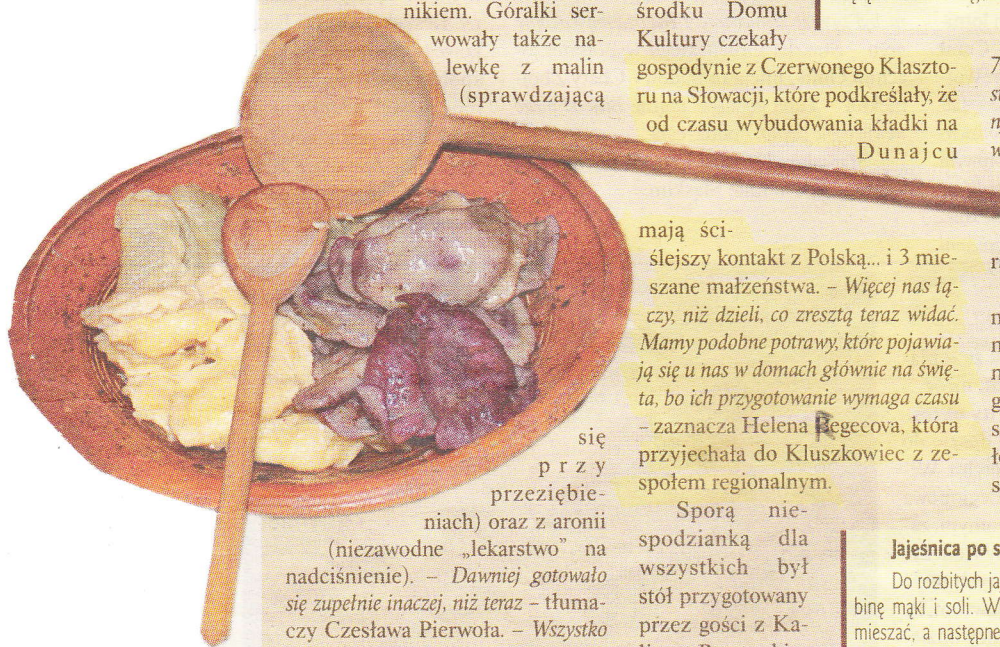 nikiem. Góralki ser-
wowały także na-
lewkę z malin
(sprawdzającą
się
przy
przeziębie-
niach) oraz z aronii
(niezawodne „lekarstwo” na
nadciśnienie). – Dawniej gotowało
się zupełnie inaczej, niż teraz – tłuma-
czy Czesława Pierwoła. – Wszystko
środku Domu
Kultury czekały
gospodynie z Czerwonego Klaszto-
ru na Słowacji, które podkreślały, że
od czasu wybudowania kładki na
Dunajcu
mają ści-
ślejszy kontakt z Polską... i 3 mie-
szane małżeństwa. – Więcej nas łą-
czy, niż dzieli, co zresztą teraz widać.
Mamy podobne potrawy, które pojawia-
ją się u nas w domach głównie na świę-
ta, bo ich przygotowanie wymaga czasu
– zaznacza Helena Regecova, która
przyjechała do Kluszkowiec z ze-
społem regionalnym.
Sporą nie-
spodzianką dla
wszystkich był
stół przygotowany
przez gości z Ka-
Jajeśnica po s
Do rozbitych ja
binę mąki i soli. W
mieszać, a następne